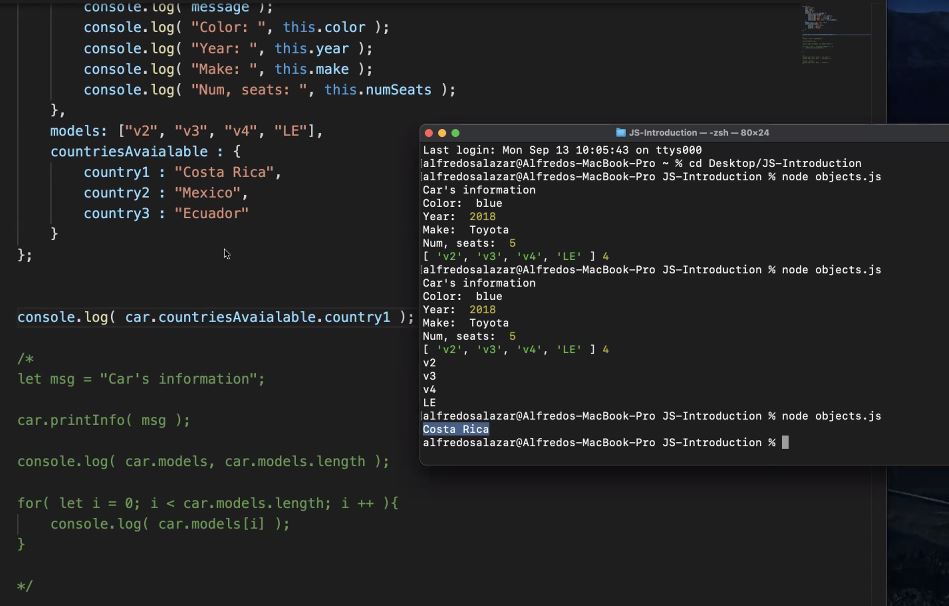 console.log( message );
console.log( "Color: ", this.color );
console.log( "Year: ", this.year );
console.log( "Make: ", this.make );
console.log( "Num, seats: ", this.numSeats );
},
models: ["v2", "v3", "v4", "LE"],
countriesAvaialable : {
country1 : "Costa Rica",
country2 : "Mexico",
country3 : "Ecuador"
}
};
console.log( car.countriesAvaialable.country1 );
/*
let msg = "Car's information";
car.printInfo( msg );
console.log( car.models, car.models.length );
for( let i = 0; i < car.models.length; i ++ ){
console.log( car.models[i] );
}
*/
JS-Introduction — -zsh — 80×24
Last login: Mon Sep 13 10:05:43 on ttys000
alfredosalazar@Alfredos-MacBook-Pro ~ % cd Desktop/JS-Introduction
alfredosalazar@Alfredos-MacBook-Pro JS-Introduction % node objects.js
Car's information
Color:  blue
Year:  2018
Make:  Toyota
Num, seats:  5
[ 'v2', 'v3', 'v4', 'LE' ] 4
alfredosalazar@Alfredos-MacBook-Pro JS-Introduction % node objects.js
Car's information
Color:  blue
Year:  2018
Make:  Toyota
Num, seats:  5
[ 'v2', 'v3', 'v4', 'LE' ] 4
v2
v3
v4
LE
alfredosalazar@Alfredos-MacBook-Pro JS-Introduction % node objects.js
Costa Rica
alfredosalazar@Alfredos-MacBook-Pro JS-Introduction %